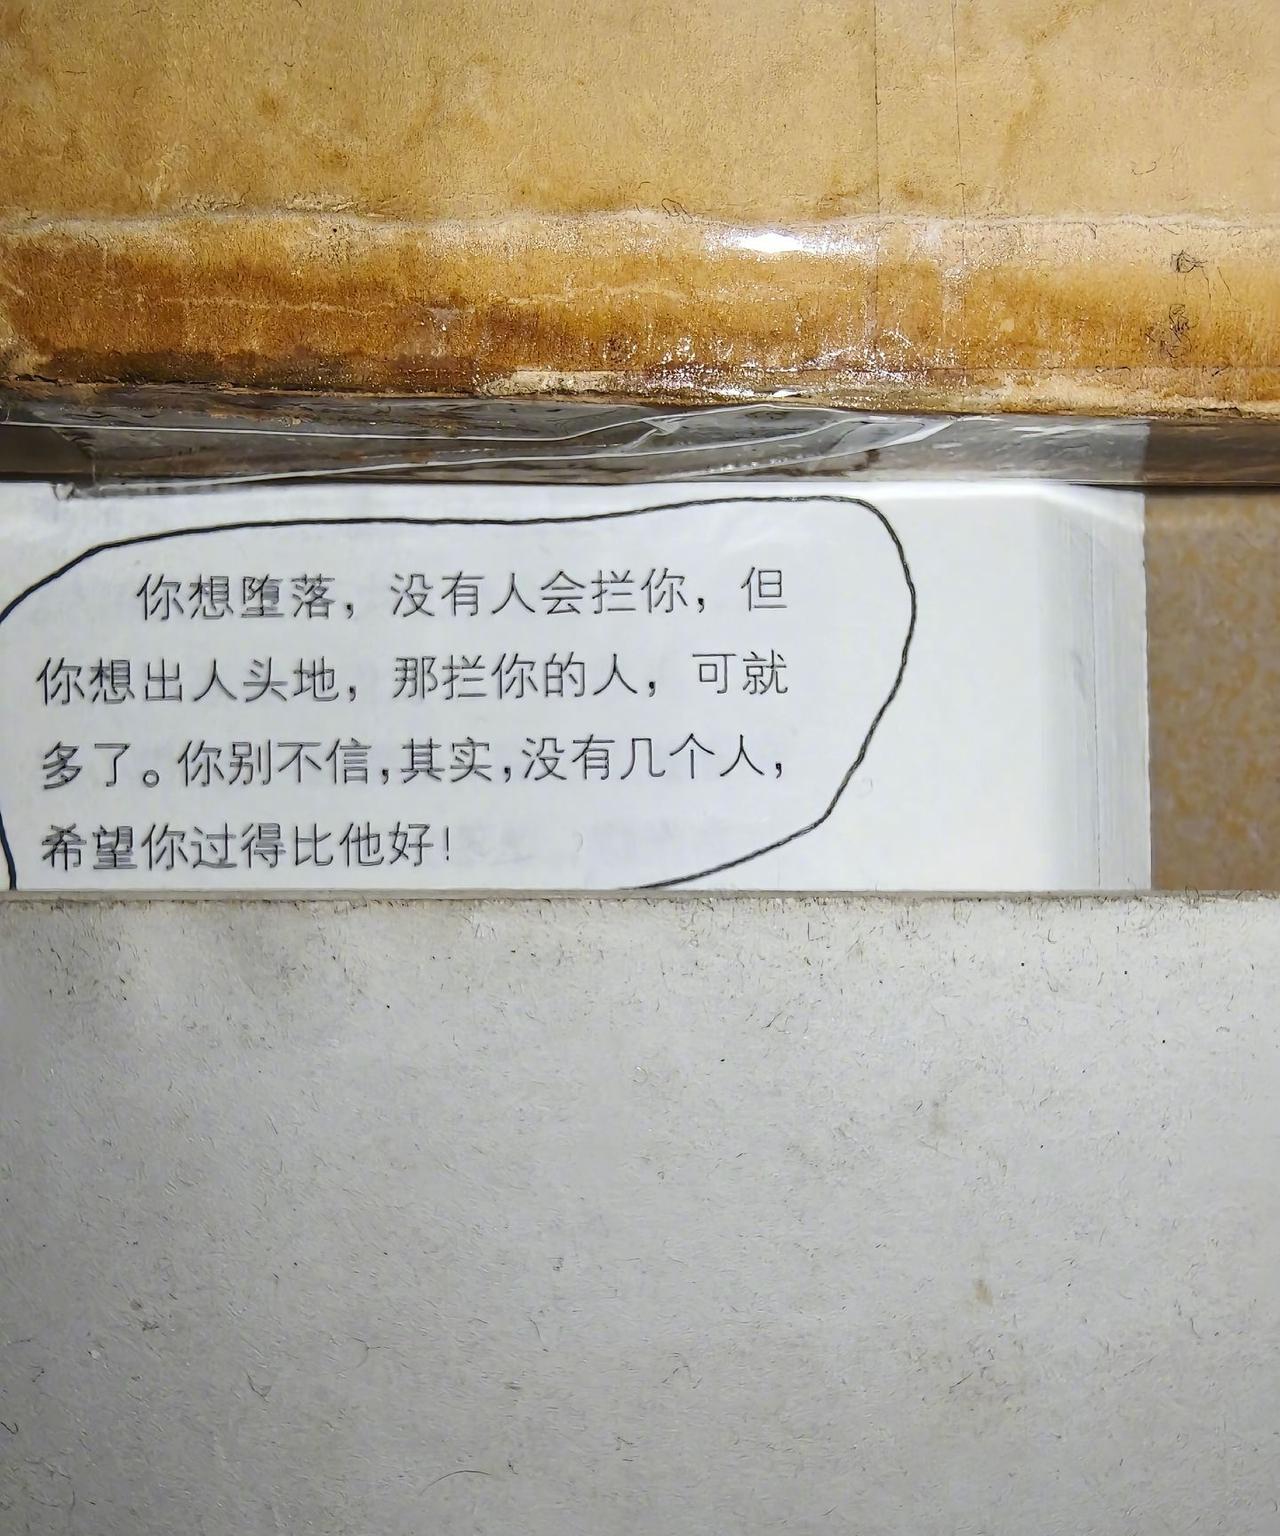 你想堕落，没有人会拦你，但
你想出人头地，那拦你的人，可就
多了。你别不信，其实，没有几个人，
希望你过得比他好！